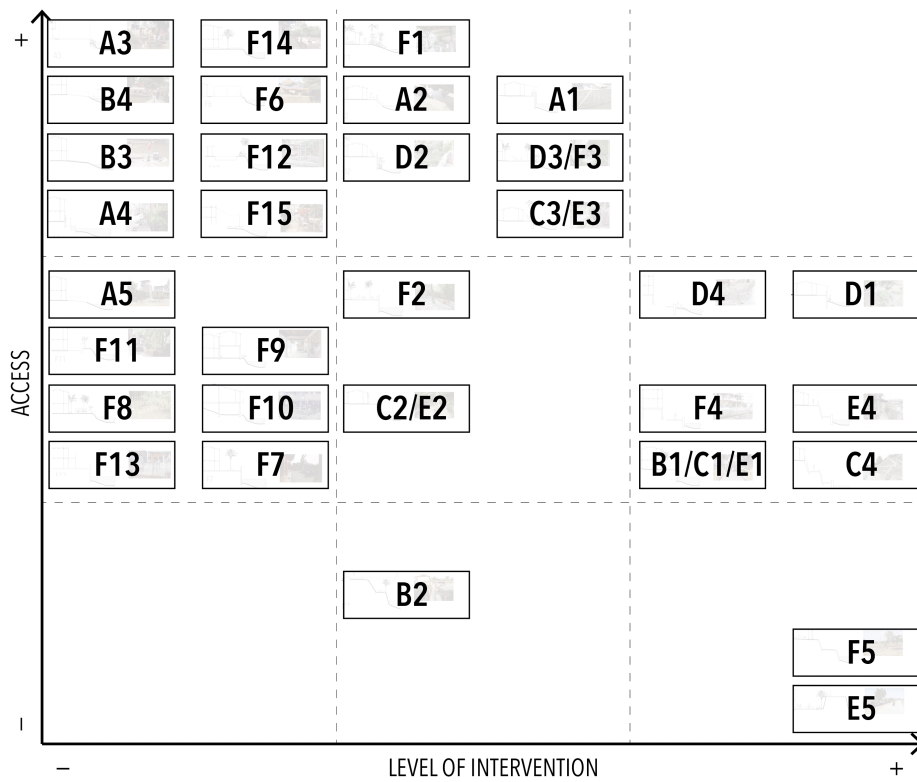 +
A3 F14 F1
B4 F6 A2 A1
B3 F12 D2 D3/F3
A4 F15 C3/E3
A5 F2 D4 D1
F11 F9
F8 F10 C2/E2 F4 E4
F13 F7 B1/C1/E1 C4
ACCESS
B2
F5
E5
–
– LEVEL OF INTERVENTION +